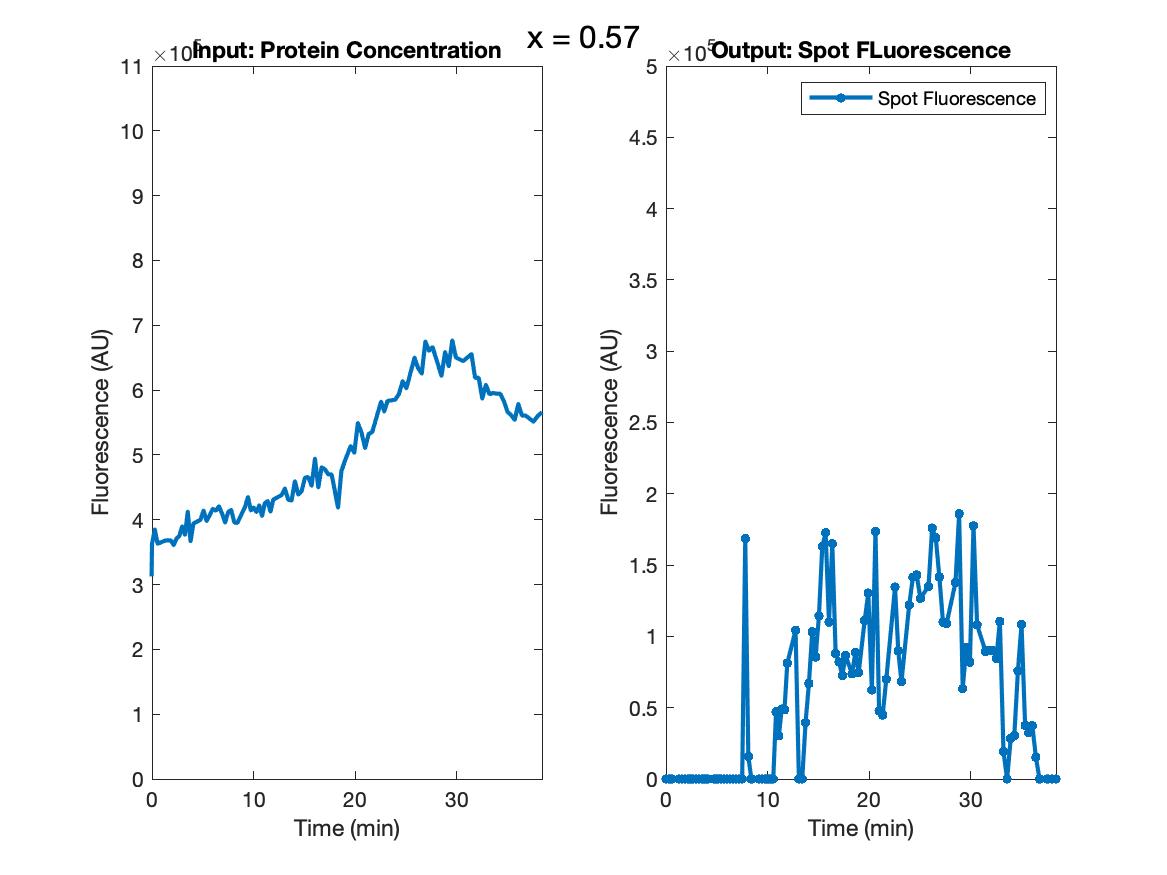 x = 0.57
×10⁵
Input: Protein Concentration
11
10
9
8
7
6
5
4
3
2
1
0
Fluorescence (AU)
0 10 20 30
Time (min)
×10⁵
Output: Spot FLuorescence
Spot Fluorescence
5
4.5
4
3.5
3
2.5
2
1.5
1
0.5
0
Fluorescence (AU)
0 10 20 30
Time (min)